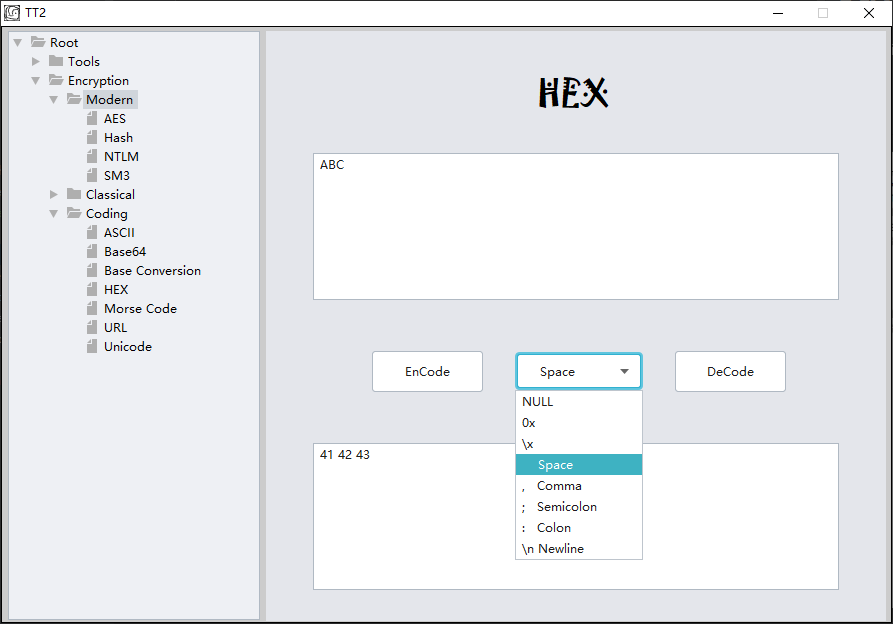 TT2
Root
Tools
Encryption
Modern
AES
Hash
NTLM
SM3
Classical
Coding
ASCII
Base64
Base Conversion
HEX
Morse Code
URL
Unicode
HEX
ABC
EnCode
Space
DeCode
NULL
0x
\x
Space
, Comma
; Semicolon
: Colon
\n Newline
41 42 43